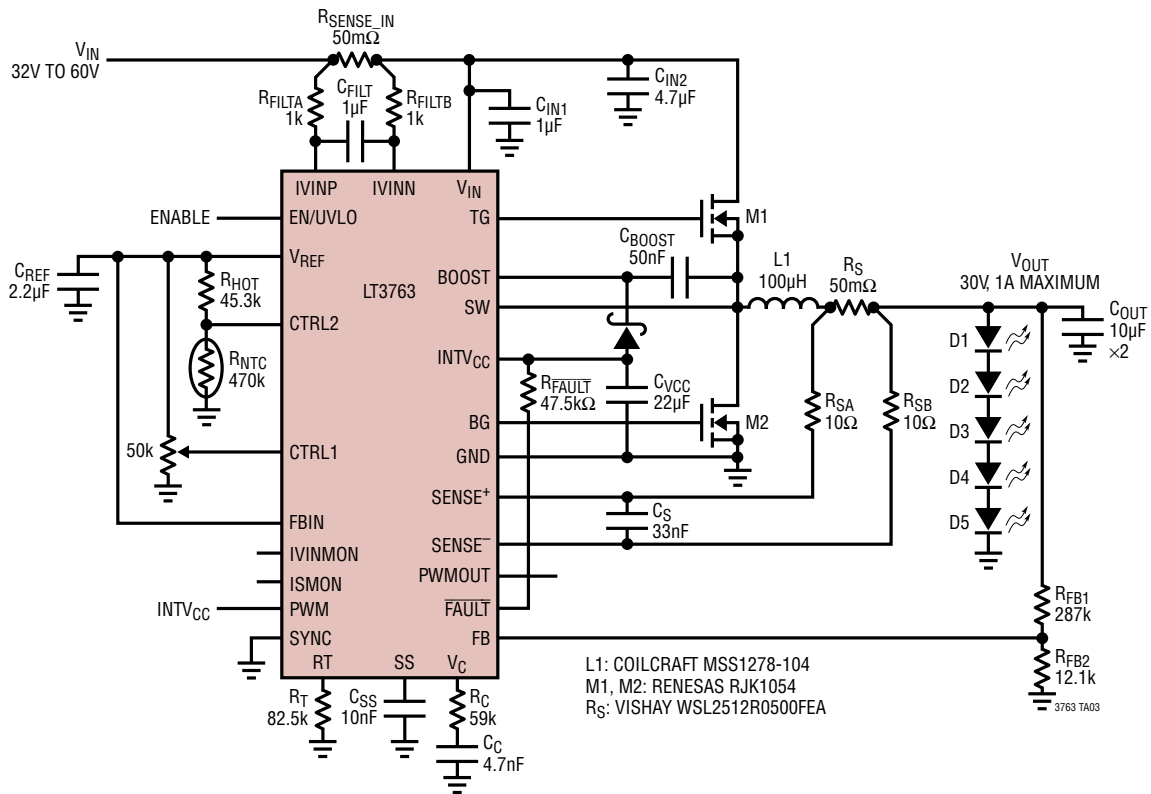 RSENSE_IN
50mΩ
VIN
32V TO 60V
RFILTA
1k
CFILT
1µF
RFILTB
1k
CIN1
1µF
CIN2
4.7µF
IVINP
IVINN
VIN
ENABLE
EN/UVLO
TG
M1
CREF
2.2µF
VREF
RHOT
45.3k
CTRL2
RNTC
470k
50k
CTRL1
LT3763
BOOST
CBOOST
50nF
SW
L1
100µH
RS
50mΩ
VOUT
30V, 1A MAXIMUM
COUT
10µF
×2
INTVCC
RFAULT
47.5kΩ
CVCC
22µF
BG
M2
GND
RSA
10Ω
RSB
10Ω
D1
D2
D3
D4
D5
SENSE+
CS
33nF
SENSE–
FBIN
IVINMON
ISMON
PWMOUT
INTVCC
PWM
FAULT
SYNC
FB
RFB1
287k
RFB2
12.1k
RT
SS
VC
RT
82.5k
CSS
10nF
RC
59k
CC
4.7nF
L1: COILCRAFT MSS1278-104
M1, M2: RENESAS RJK1054
RS: VISHAY WSL2512R0500FEA
3763 TA03